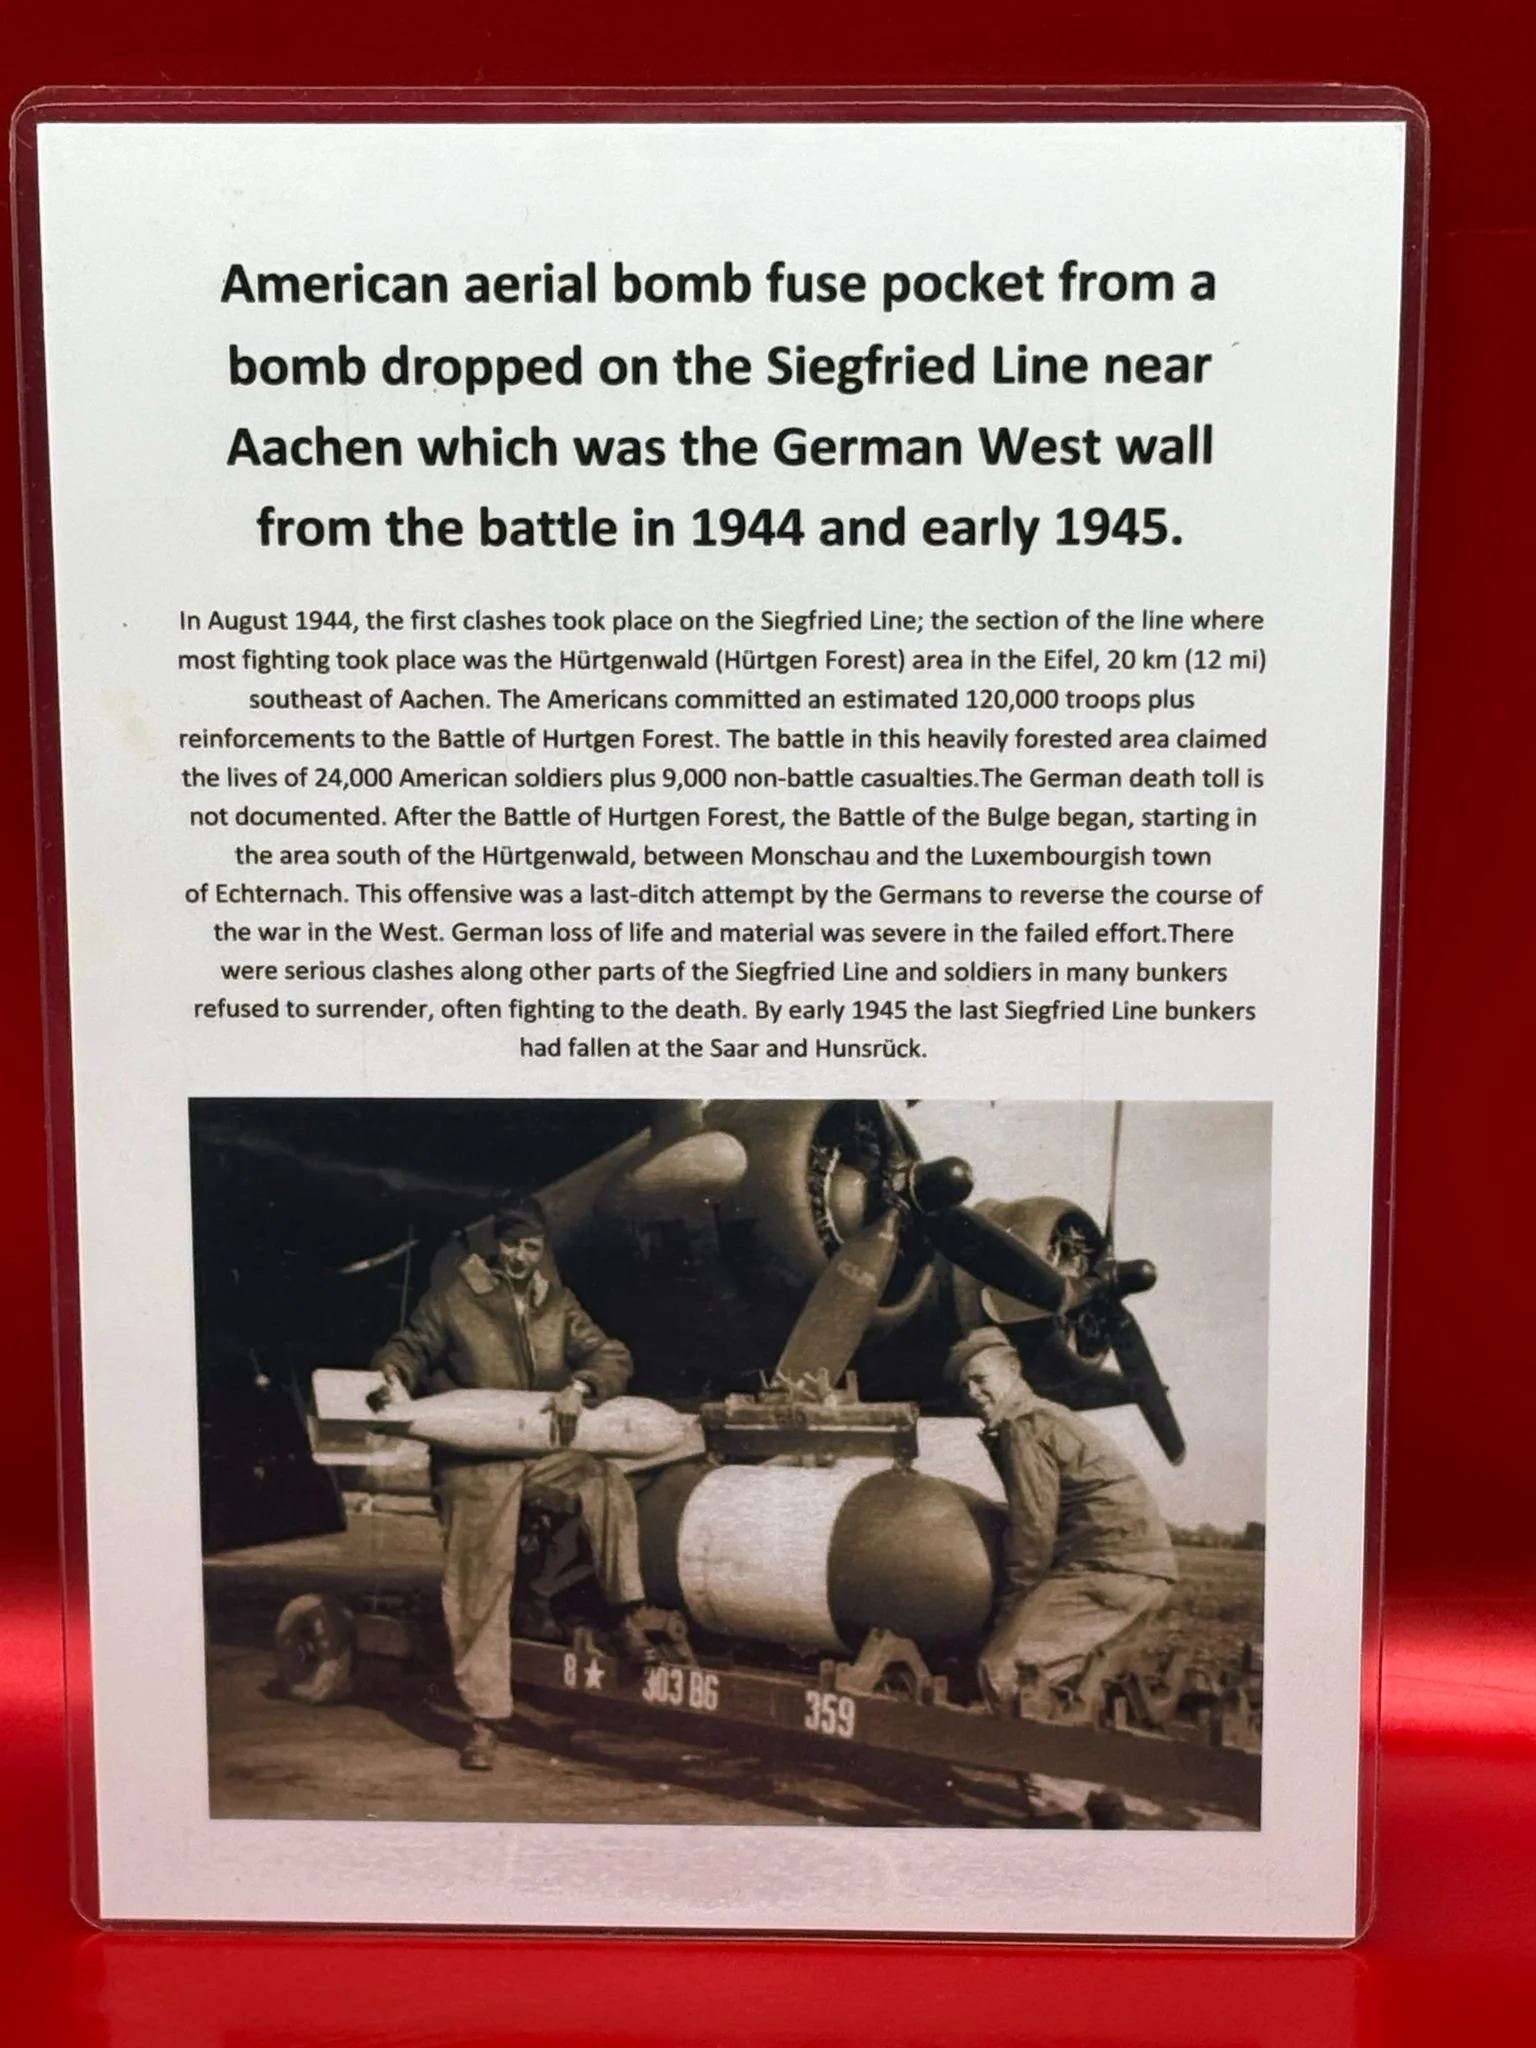 American aerial bomb fuse pocket from a
bomb dropped on the Siegfried Line near
Aachen which was the German West wall
from the battle in 1944 and early 1945.
In August 1944, the first clashes took place on the Siegfried Line; the section of the line where
most fighting took place was the Hürtgenwald (Hürtgen Forest) area in the Eifel, 20 km (12 mi)
southeast of Aachen. The Americans committed an estimated 120,000 troops plus
reinforcements to the Battle of Hurtgen Forest. The battle in this heavily forested area claimed
the lives of 24,000 American soldiers plus 9,000 non-battle casualties.The German death toll is
not documented. After the Battle of Hurtgen Forest, the Battle of the Bulge began, starting in
the area south of the Hürtgenwald, between Monschau and the Luxembourgish town
of Echternach. This offensive was a last-ditch attempt by the Germans to reverse the course of
the war in the West. German loss of life and material was severe in the failed effort.There
were serious clashes along other parts of the Siegfried Line and soldiers in many bunkers
refused to surrender, often fighting to the death. By early 1945 the last Siegfried Line bunkers
had fallen at the Saar and Hunsrück.
8 ★ 303 BG 359